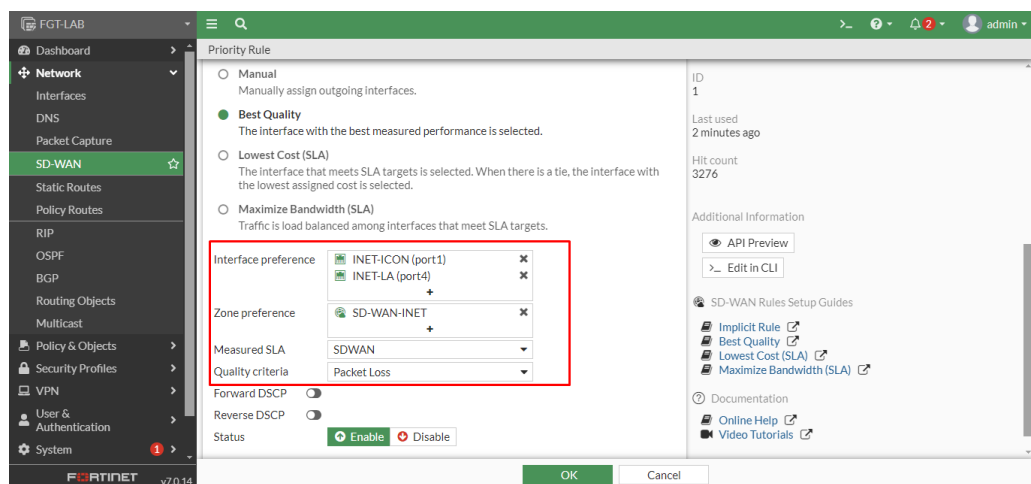 FGT-LAB
2
admin
Dashboard
Network
Interfaces
DNS
Packet Capture
SD-WAN
Static Routes
Policy Routes
RIP
OSPF
BGP
Routing Objects
Multicast
Policy & Objects
Security Profiles
VPN
User &
Authentication
System
1
FORTINET
v7.0.14
Priority Rule
Manual
Manually assign outgoing interfaces.
Best Quality
The interface with the best measured performance is selected.
Lowest Cost (SLA)
The interface that meets SLA targets is selected. When there is a tie, the interface with
the lowest assigned cost is selected.
Maximize Bandwidth (SLA)
Traffic is load balanced among interfaces that meet SLA targets.
Interface preference
INET-ICON (port1)
INET-LA (port4)
+
Zone preference
SD-WAN-INET
+
Measured SLA
SDWAN
Quality criteria
Packet Loss
Forward DSCP
Reverse DSCP
Status
Enable
Disable
ID
1
Last used
2 minutes ago
Hit count
3276
Additional Information
API Preview
>_ Edit in CLI
SD-WAN Rules Setup Guides
Implicit Rule
Best Quality
Lowest Cost (SLA)
Maximize Bandwidth (SLA)
Documentation
Online Help
Video Tutorials
OK
Cancel